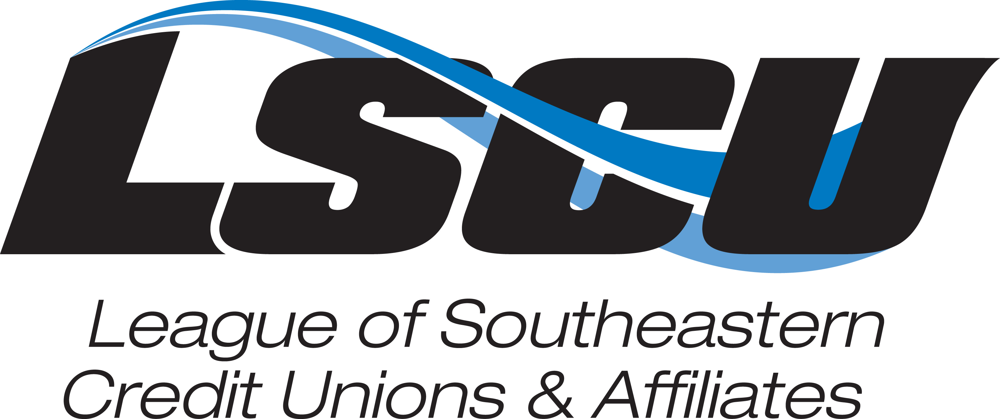 LSCU
League of Southeastern
Credit Unions & Affiliates